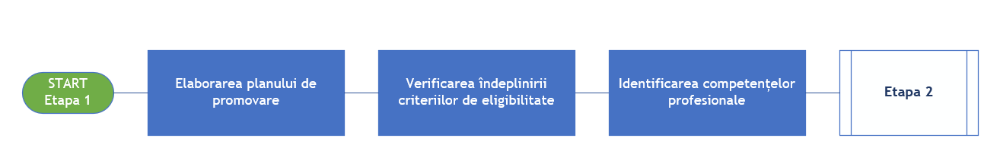 START
Etapa 1
Elaborarea planului de
promovare
Verificarea îndeplinirii
criteriilor de eligibilitate
Identificarea competențelor
profesionale
Etapa 2